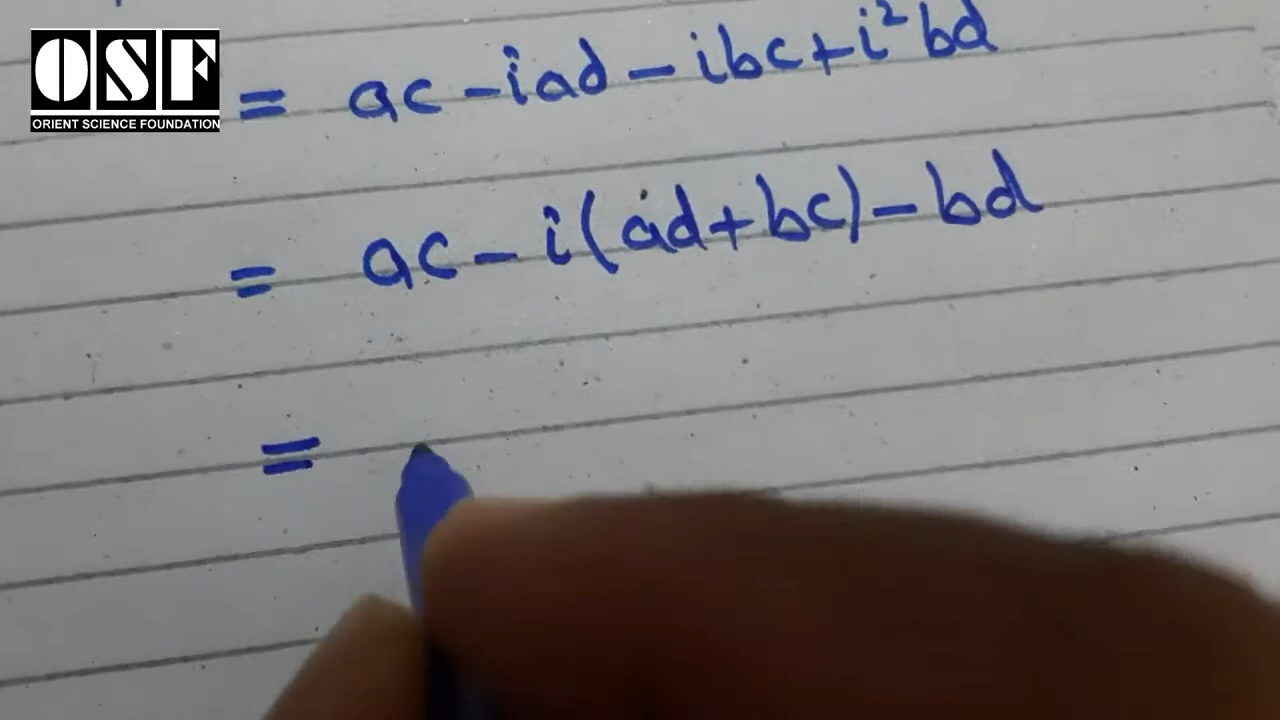 OSF
ORIENT SCIENCE FOUNDATION
= ac - iad - ibc + i²bd
= ac - i(ad + bc) - bd
=